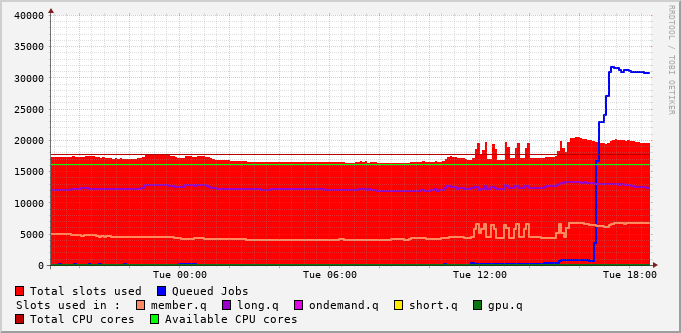 40000
35000
30000
25000
20000
15000
10000
5000
0
Tue 00:00 Tue 06:00 Tue 12:00 Tue 18:00
Total slots used Queued Jobs
Slots used in : member.q long.q ondemand.q short.q gpu.q
Total CPU cores Available CPU cores
RRDTOOL / TOBI OETIKER